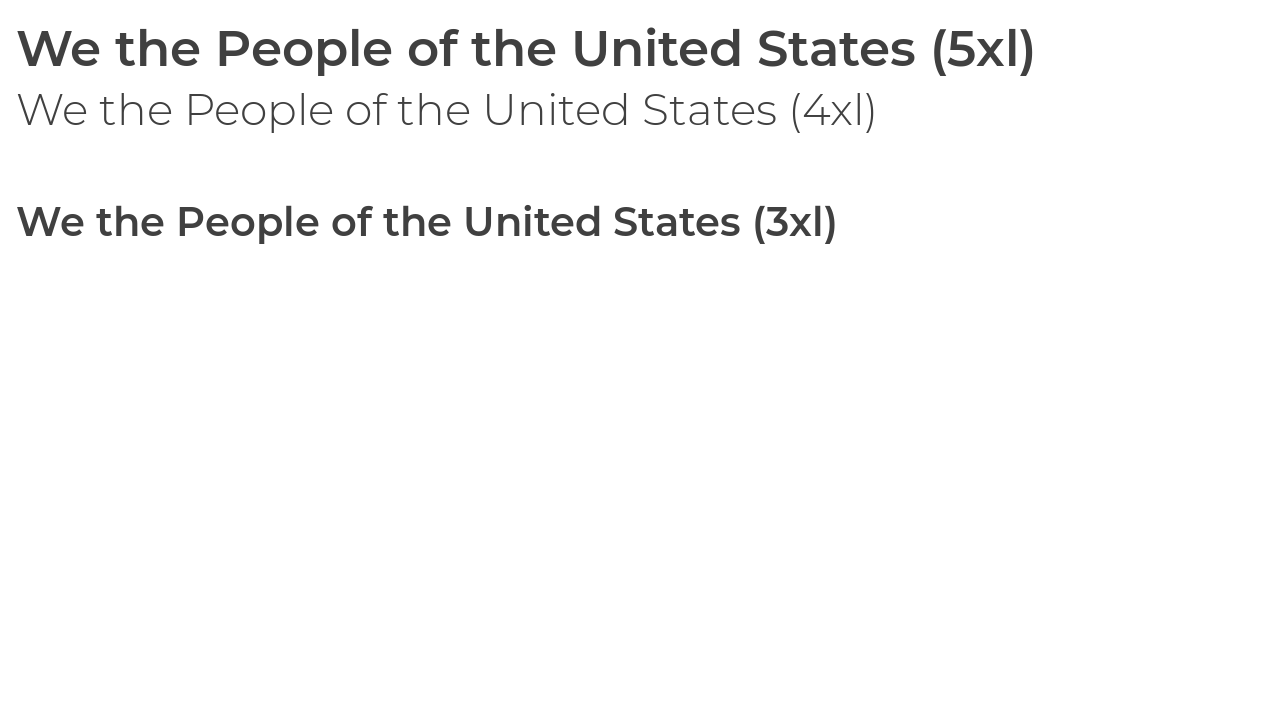 We the People of the United States (5xl)
We the People of the United States (4xl)
We the People of the United States (3xl)